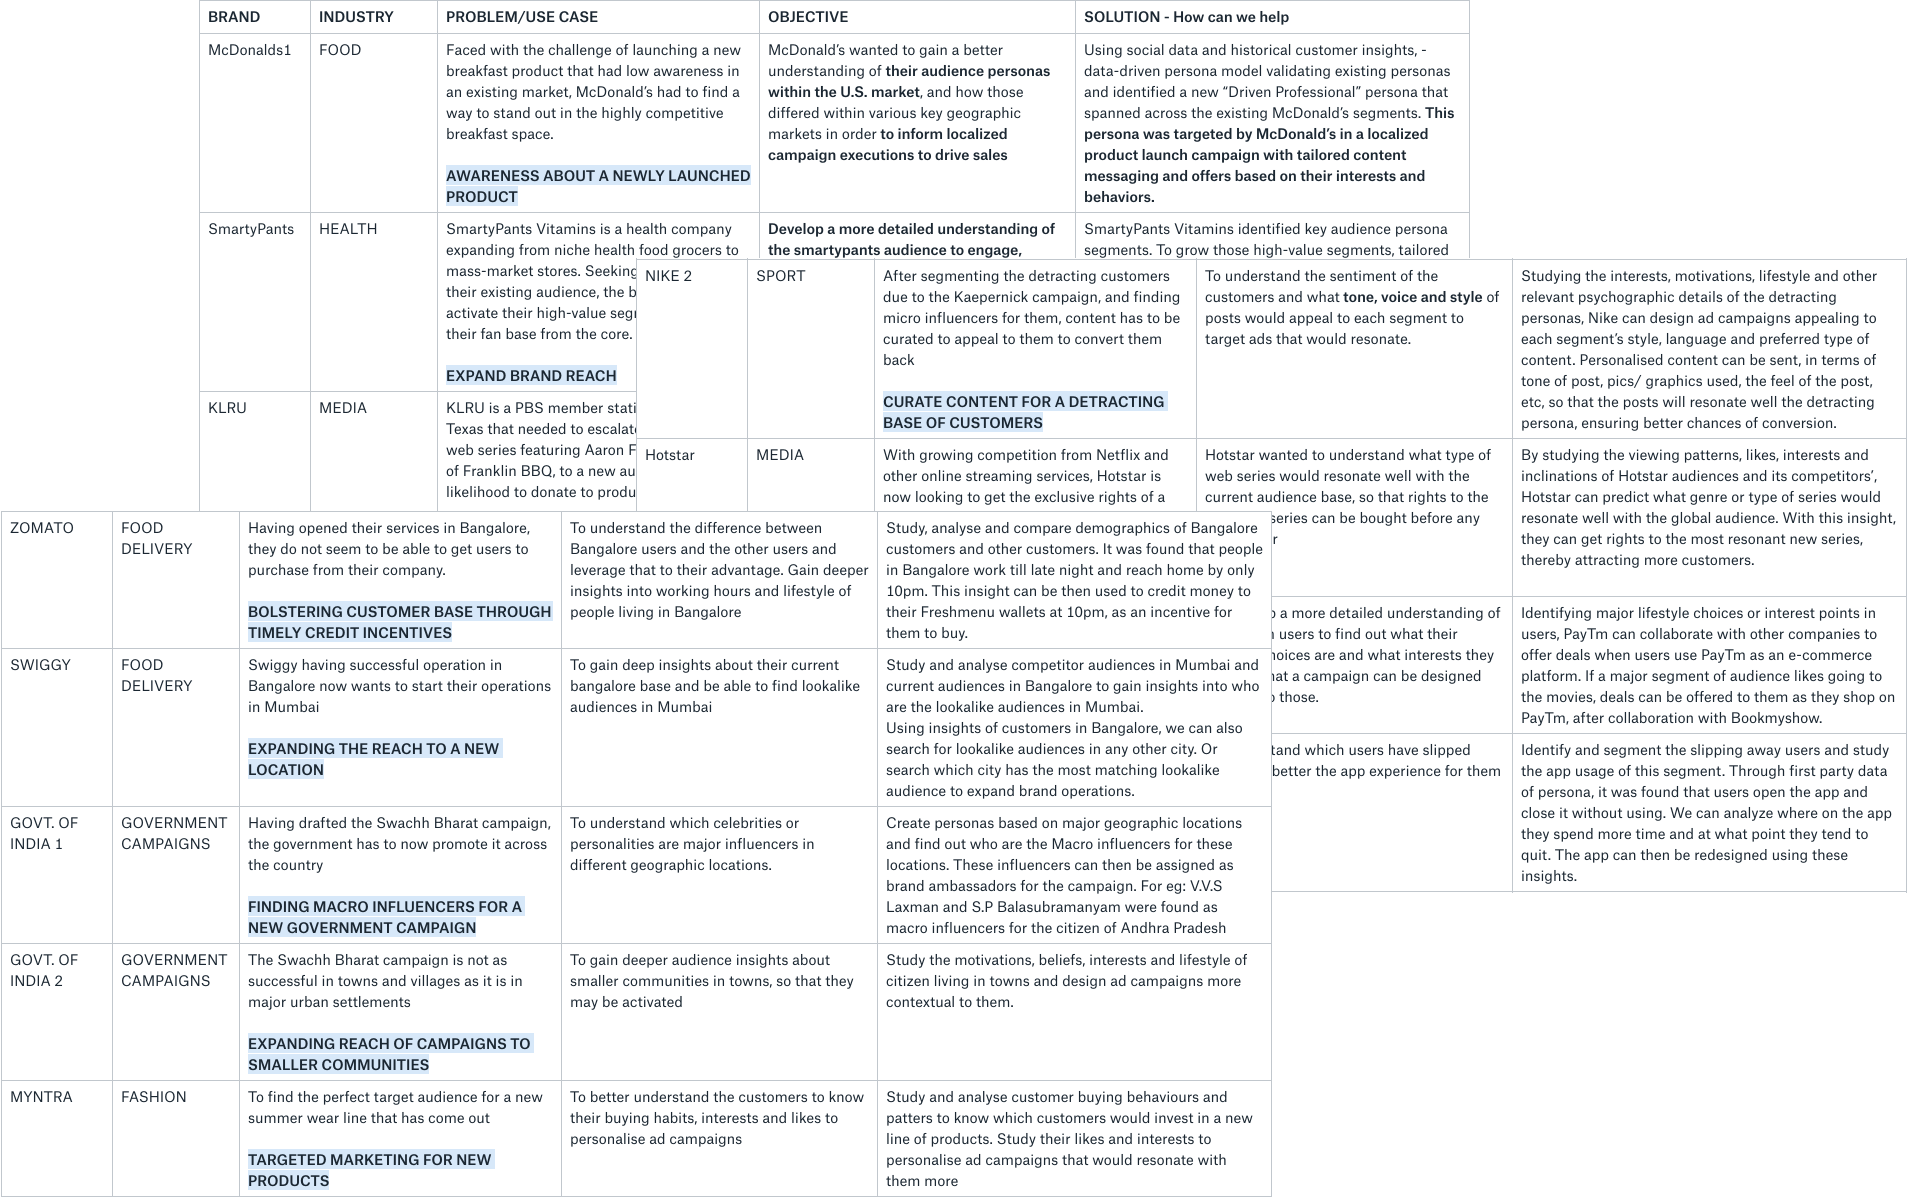 BRAND
INDUSTRY
PROBLEM/USE CASE
OBJECTIVE
SOLUTION - How can we help
McDonalds1
FOOD
Faced with the challenge of launching a new
breakfast product that had low awareness in
an existing market, McDonald's had to find a
way to stand out in the highly competitive
breakfast space.
AWARENESS ABOUT A NEWLY LAUNCHED
PRODUCT
McDonald's wanted to gain a better
understanding of their audience personas
within the U.S. market, and how those
differed within various key geographic
markets in order to inform localized
campaign executions to drive sales
Using social data and historical customer insights, -
data-driven persona model validating existing personas
and identified a new “Driven Professional” persona that
spanned across the existing McDonald's segments. This
persona was targeted by McDonald's in a localized
product launch campaign with tailored content
messaging and offers based on their interests and
behaviors.
SmartyPants
HEALTH
SmartyPants Vitamins is a health company
expanding from niche health food grocers to
mass-market stores. Seeking
their existing audience, the b
activate their high-value seg
their fan base from the core.
EXPAND BRAND REACH
Develop a more detailed understanding of
the smartypants audience to engage,
SmartyPants Vitamins identified key audience persona
segments. To grow those high-value segments, tailored
KLRU
MEDIA
KLRU is a PBS member stati
Texas that needed to escalat
web series featuring Aaron F
of Franklin BBQ, to a new au
likelihood to donate to produ
NIKE 2
SPORT
After segmenting the detracting customers
due to the Kaepernick campaign, and finding
micro influencers for them, content has to be
curated to appeal to them to convert them
back
CURATE CONTENT FOR A DETRACTING
BASE OF CUSTOMERS
To understand the sentiment of the
customers and what tone, voice and style of
posts would appeal to each segment to
target ads that would resonate.
Studying the interests, motivations, lifestyle and other
relevant psychographic details of the detracting
personas, Nike can design ad campaigns appealing to
each segment's style, language and preferred type of
content. Personalised content can be sent, in terms of
tone of post, pics/ graphics used, the feel of the post,
etc, so that the posts will resonate well the detracting
persona, ensuring better chances of conversion.
Hotstar
MEDIA
With growing competition from Netflix and
other online streaming services, Hotstar is
now looking to get the exclusive rights of a
Hotstar wanted to understand what type of
web series would resonate well with the
current audience base, so that rights to the
series can be bought before any
r
By studying the viewing patterns, likes, interests and
inclinations of Hotstar audiences and its competitors',
Hotstar can predict what genre or type of series would
resonate well with the global audience. With this insight,
they can get rights to the most resonant new series,
thereby attracting more customers.
a more detailed understanding of
users to find out what their
hoices are and what interests they
hat a campaign can be designed
o those.
Identifying major lifestyle choices or interest points in
users, PayTm can collaborate with other companies to
offer deals when users use PayTm as an e-commerce
platform. If a major segment of audience likes going to
the movies, deals can be offered to them as they shop on
PayTm, after collaboration with Bookmyshow.
tand which users have slipped
better the app experience for them
Identify and segment the slipping away users and study
the app usage of this segment. Through first party data
of persona, it was found that users open the app and
close it without using. We can analyze where on the app
they spend more time and at what point they tend to
quit. The app can then be redesigned using these
insights.
ZOMATO
FOOD
DELIVERY
Having opened their services in Bangalore,
they do not seem to be able to get users to
purchase from their company.
BOLSTERING CUSTOMER BASE THROUGH
TIMELY CREDIT INCENTIVES
To understand the difference between
Bangalore users and the other users and
leverage that to their advantage. Gain deeper
insights into working hours and lifestyle of
people living in Bangalore
Study, analyse and compare demographics of Bangalore
customers and other customers. It was found that people
in Bangalore work till late night and reach home by only
10pm. This insight can be then used to credit money to
their Freshmenu wallets at 10pm, as an incentive for
them to buy.
SWIGGY
FOOD
DELIVERY
Swiggy having successful operation in
Bangalore now wants to start their operations
in Mumbai
EXPANDING THE REACH TO A NEW
LOCATION
To gain deep insights about their current
bangalore base and be able to find lookalike
audiences in Mumbai
Study and analyse competitor audiences in Mumbai and
current audiences in Bangalore to gain insights into who
are the lookalike audiences in Mumbai.
Using insights of customers in Bangalore, we can also
search for lookalike audiences in any other city. Or
search which city has the most matching lookalike
audience to expand brand operations.
GOVT. OF
INDIA 1
GOVERNMENT
CAMPAIGNS
Having drafted the Swachh Bharat campaign,
the government has to now promote it across
the country
FINDING MACRO INFLUENCERS FOR A
NEW GOVERNMENT CAMPAIGN
To understand which celebrities or
personalities are major influencers in
different geographic locations.
Create personas based on major geographic locations
and find out who are the Macro influencers for these
locations. These influencers can then be assigned as
brand ambassadors for the campaign. For eg: V.V.S
Laxman and S.P Balasubramanyam were found as
macro influencers for the citizen of Andhra Pradesh
GOVT. OF
INDIA 2
GOVERNMENT
CAMPAIGNS
The Swachh Bharat campaign is not as
successful in towns and villages as it is in
major urban settlements
EXPANDING REACH OF CAMPAIGNS TO
SMALLER COMMUNITIES
To gain deeper audience insights about
smaller communities in towns, so that they
may be activated
Study the motivations, beliefs, interests and lifestyle of
citizen living in towns and design ad campaigns more
contextual to them.
MYNTRA
FASHION
To find the perfect target audience for a new
summer wear line that has come out
TARGETED MARKETING FOR NEW
PRODUCTS
To better understand the customers to know
their buying habits, interests and likes to
personalise ad campaigns
Study and analyse customer buying behaviours and
patters to know which customers would invest in a new
line of products. Study their likes and interests to
personalise ad campaigns that would resonate with
them more